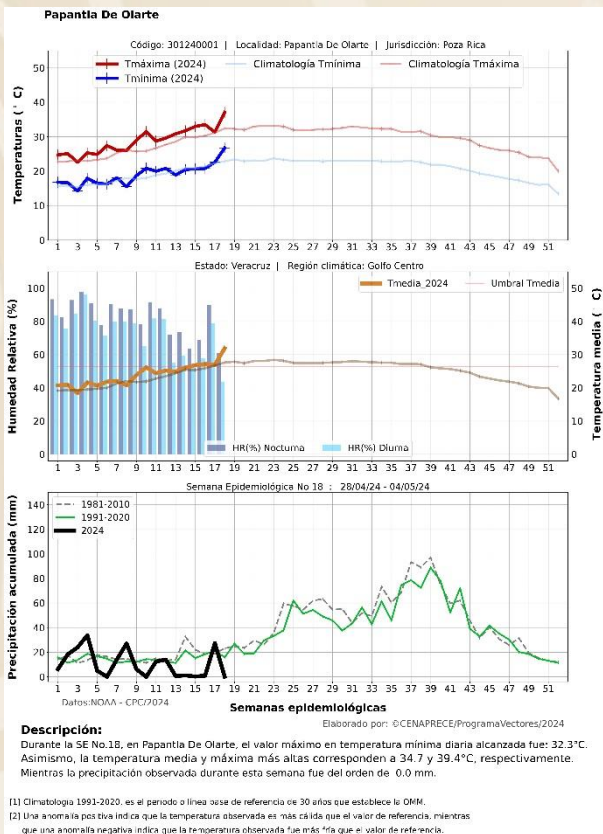 Papantla De Olarte
Código: 301240001 | Localidad: Papantla De Olarte | Jurisdicción: Poza Rica
Tmáxima (2024)
Climatología Tmínima
Climatología Tmáxima
Tmínima (2024)
Temperaturas (° C)
50
40
30
20
10
0
1 3 5 7 9 11 13 15 17 19 21 23 25 27 29 31 33 35 37 39 41 43 45 47 49 51
Estado: Veracruz | Región climática: Golfo Centro
Tmedia_2024
Umbral Tmedia
Humedad Relativa (%)
100
80
60
40
20
0
Temperatura media (° C)
50
40
30
20
10
0
HR(%) Nocturna
HR(%) Diurna
1 3 5 7 9 11 13 15 17 19 21 23 25 27 29 31 33 35 37 39 41 43 45 47 49 51
Semana Epidemiológica No 18 : 28/04/24 - 04/05/24
1981-2010
1991-2020
2024
Precipitación acumulada (mm)
140
120
100
80
60
40
20
0
1 3 5 7 9 11 13 15 17 19 21 23 25 27 29 31 33 35 37 39 41 43 45 47 49 51
Datos:NOAA - CPC/2024
Semanas epidemiológicas
Elaborado por: ©CENAPRECE/ProgramaVectores/2024
Descripción:
Durante la SE No.18, en Papantla De Olarte, el valor máximo en temperatura mínima diaria alcanzada fue: 32.3°C.
Asimismo, la temperatura media y máxima más altas corresponden a 34.7 y 39.4°C, respectivamente.
Mientras la precipitación observada durante esta semana fue del orden de 0.0 mm.
[1] Climatología 1991-2020, es el periodo o línea base de referencia de 30 años que establece la OMM.
[2] Una anomalía positiva indica que la temperatura observada es más cálida que el valor de referencia, mientras
que una anomalía negativa indica que la temperatura observada fue más fría que el valor de referencia.